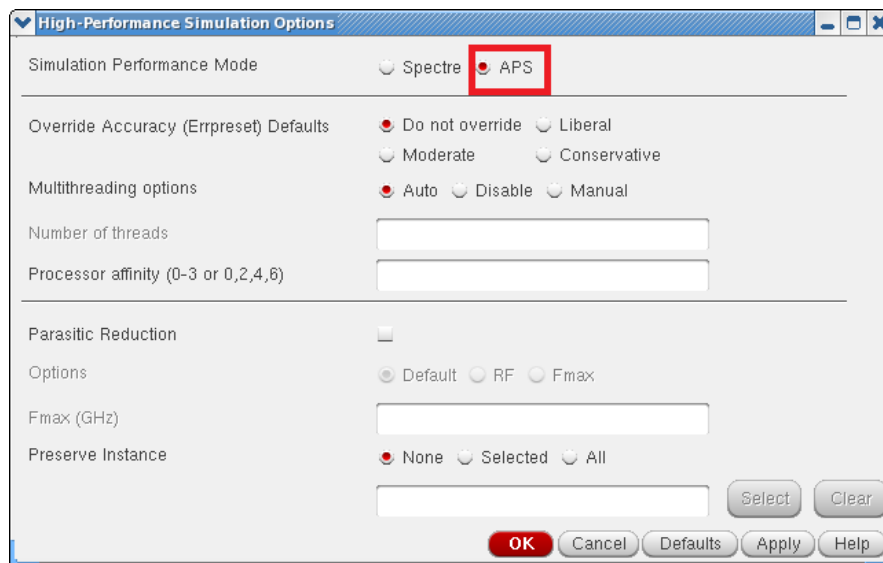 High-Performance Simulation Options
Simulation Performance Mode Spectre APS
Override Accuracy (Errpreset) Defaults Do not override Liberal
Moderate Conservative
Multithreading options Auto Disable Manual
Number of threads
Processor affinity (0-3 or 0,2,4,6)
Parasitic Reduction
Options Default RF Fmax
Fmax (GHz)
Preserve Instance None Selected All
Select Clear
OK Cancel Defaults Apply Help